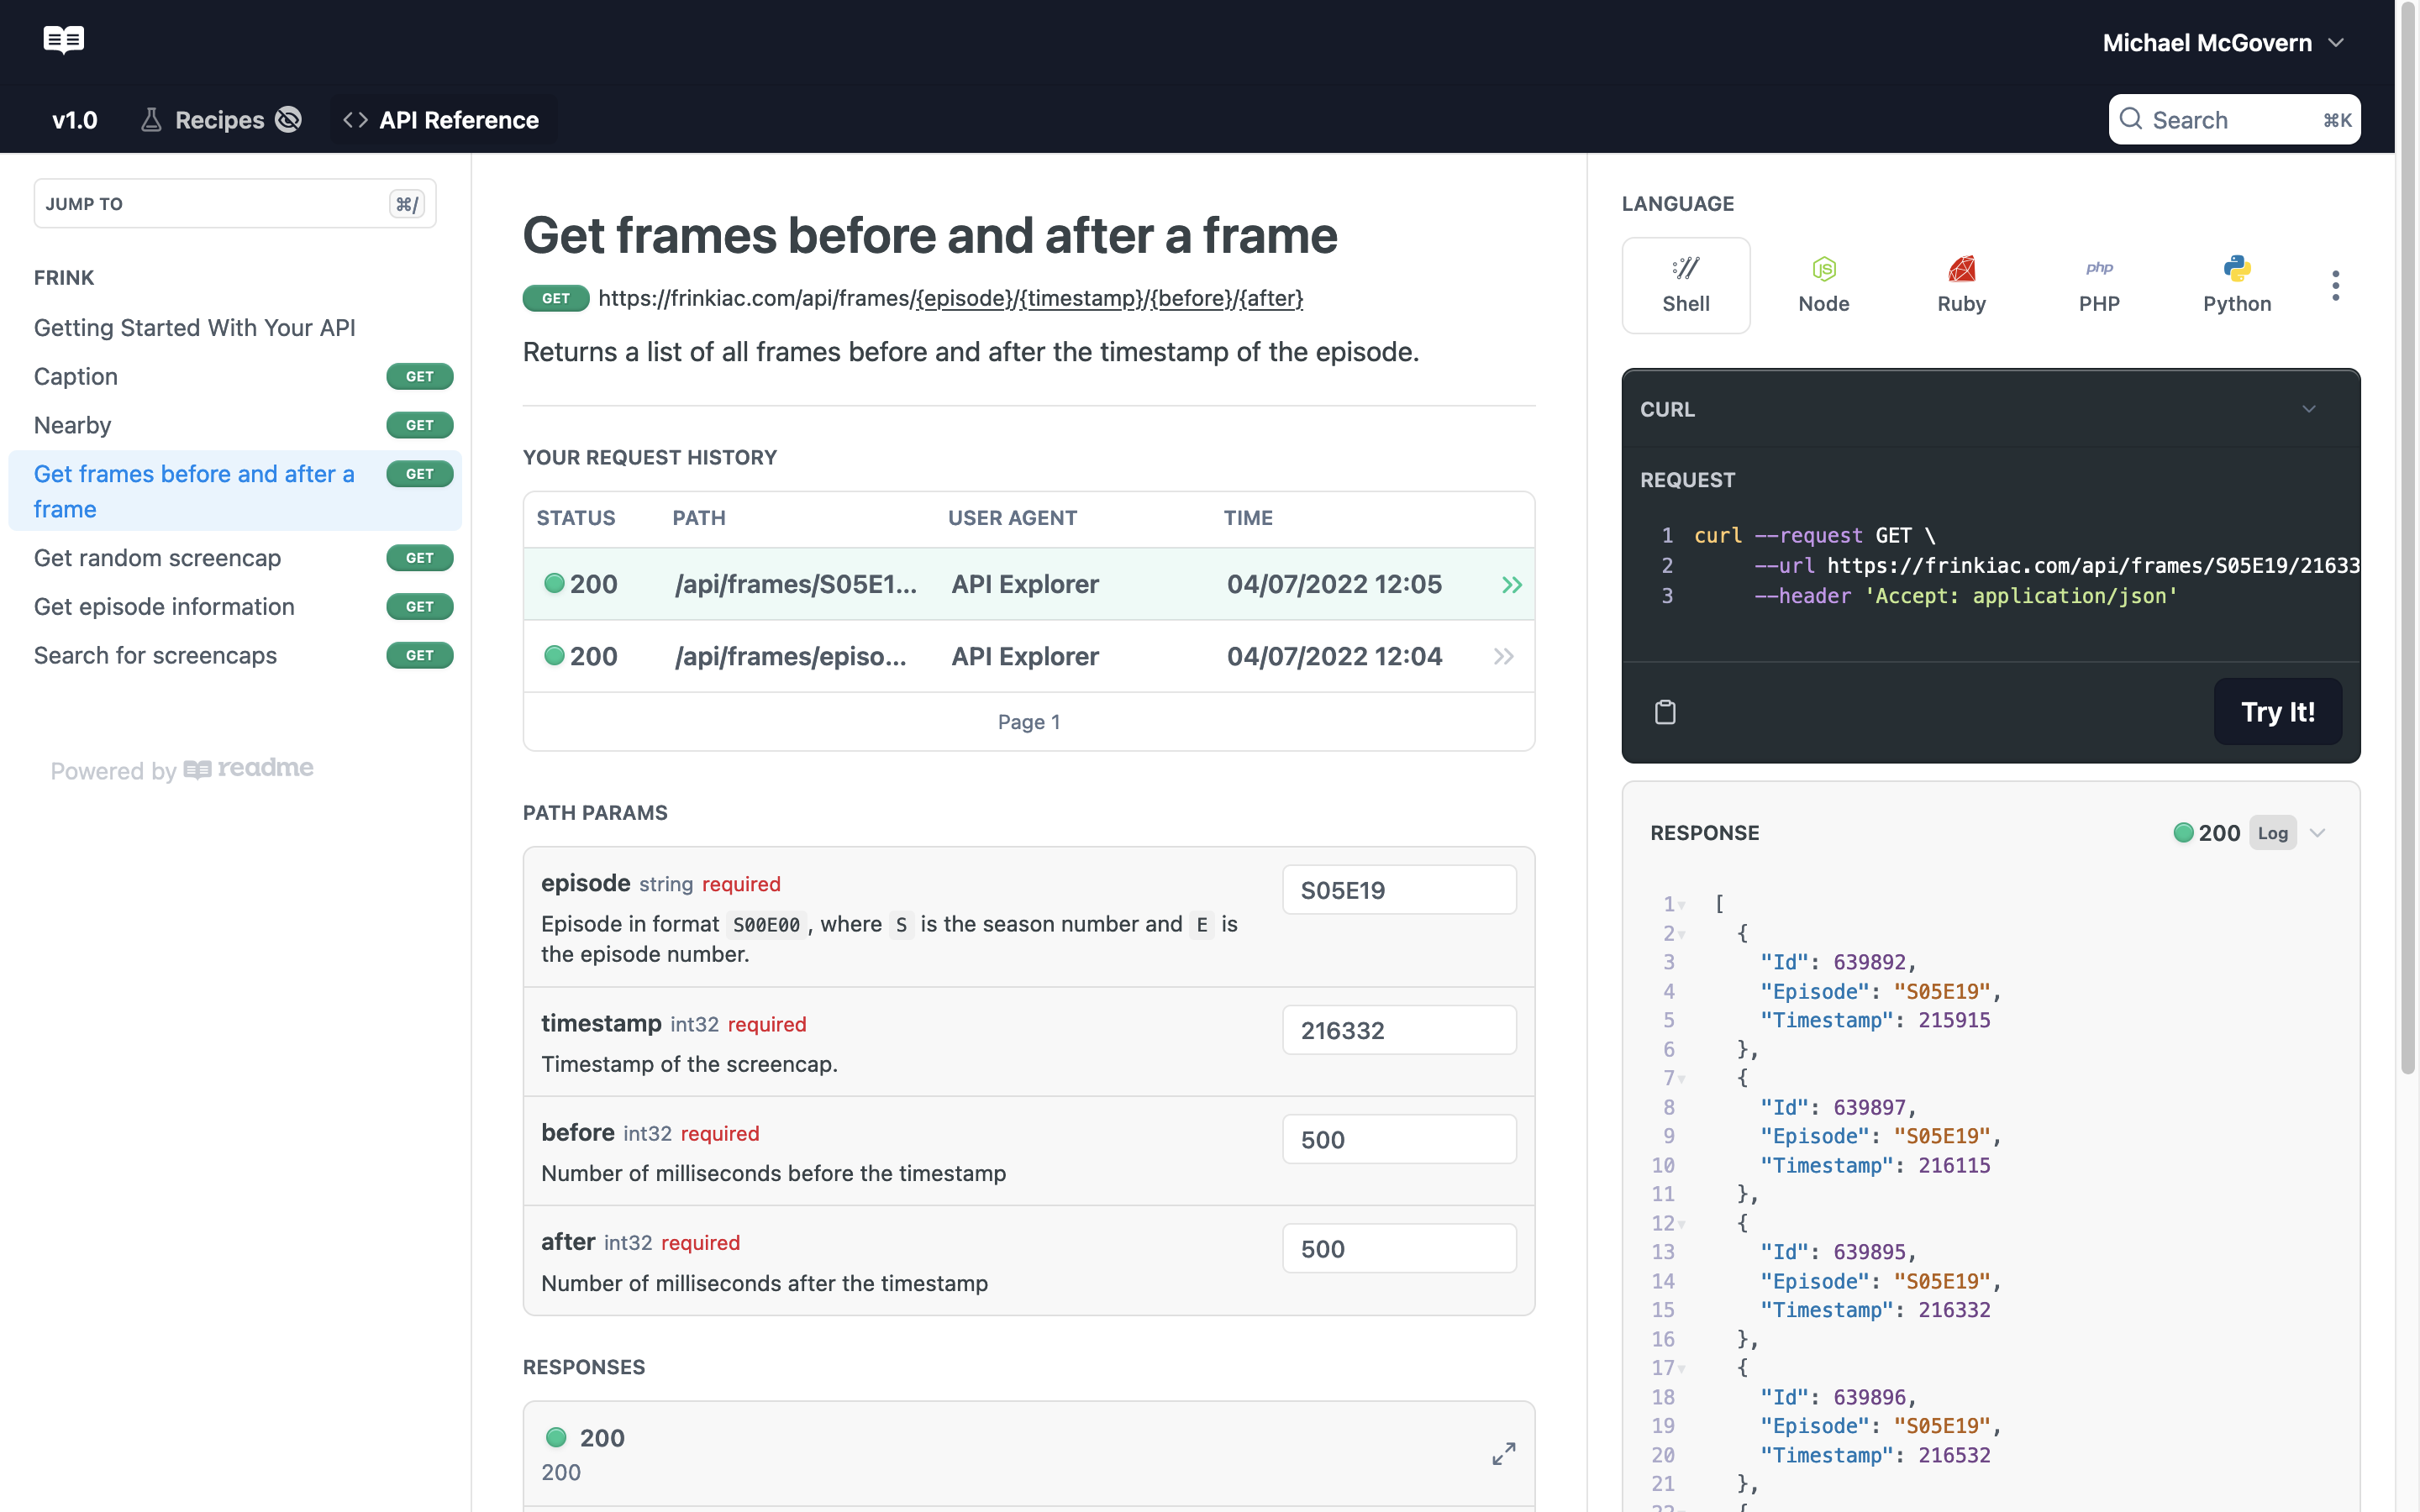 Michael McGovern
v1.0 Recipes <> API Reference
Search ⌘K
JUMP TO ⌘/
FRINK
Getting Started With Your API
Caption GET
Nearby GET
Get frames before and after a GET
frame
Get random screencap GET
Get episode information GET
Search for screencaps GET
Powered by readme
Get frames before and after a frame
GET https://frinkiac.com/api/frames/{episode}/{timestamp}/{before}/{after}
Returns a list of all frames before and after the timestamp of the episode.
YOUR REQUEST HISTORY
STATUS PATH USER AGENT TIME
200 /api/frames/S05E1... API Explorer 04/07/2022 12:05
200 /api/frames/episo... API Explorer 04/07/2022 12:04
Page 1
PATH PARAMS
episode string required S05E19
Episode in format S00E00 , where S is the season number and E is
the episode number.
timestamp int32 required 216332
Timestamp of the screencap.
before int32 required 500
Number of milliseconds before the timestamp
after int32 required 500
Number of milliseconds after the timestamp
RESPONSES
200
200
LANGUAGE
JS php
Shell Node Ruby PHP Python
CURL
REQUEST
1 curl --request GET \
2 --url https://frinkiac.com/api/frames/S05E19/21633
3 --header 'Accept: application/json'
Try It!
RESPONSE 200 Log
1 [
2 {
3 "Id": 639892,
4 "Episode": "S05E19",
5 "Timestamp": 215915
6 },
7 {
8 "Id": 639897,
9 "Episode": "S05E19",
10 "Timestamp": 216115
11 },
12 {
13 "Id": 639895,
14 "Episode": "S05E19",
15 "Timestamp": 216332
16 },
17 {
18 "Id": 639896,
19 "Episode": "S05E19",
20 "Timestamp": 216532
21 },
22 {